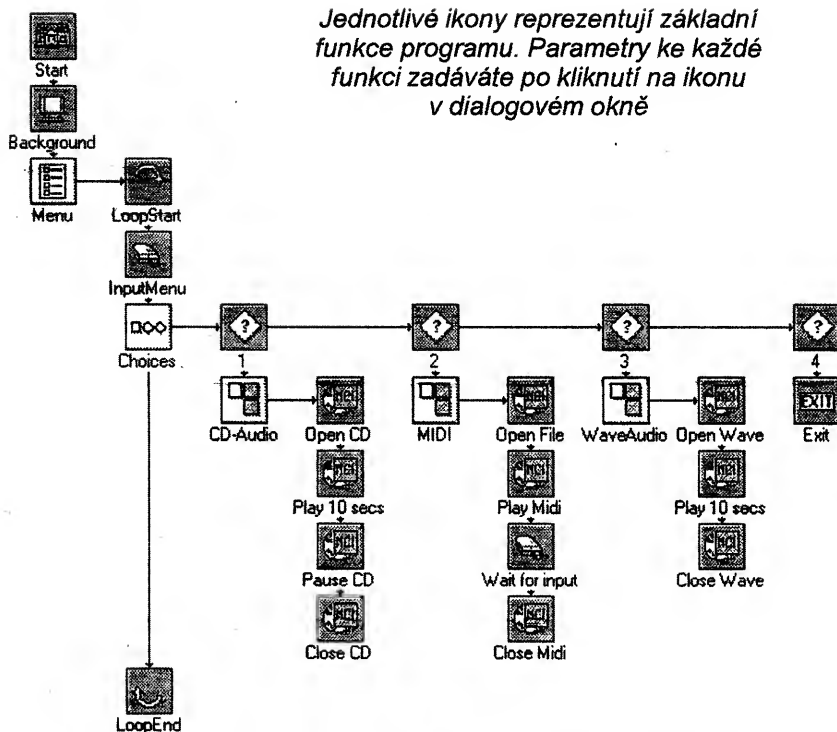 Jednotlivé ikony reprezentují základní
funkce programu. Parametry ke každé
funkci zadáváte po kliknutí na ikonu
v dialogovém okně
Start
Background
Menu LoopStart
InputMenu
Choices 1 2 3 4
CD-Audio Open CD MIDI Open File WaveAudio Open Wave EXIT Exit
Play 10 secs Play Midi Play 10 secs
Pause CD Wait for input Close Wave
Close CD Close Midi
LoopEnd